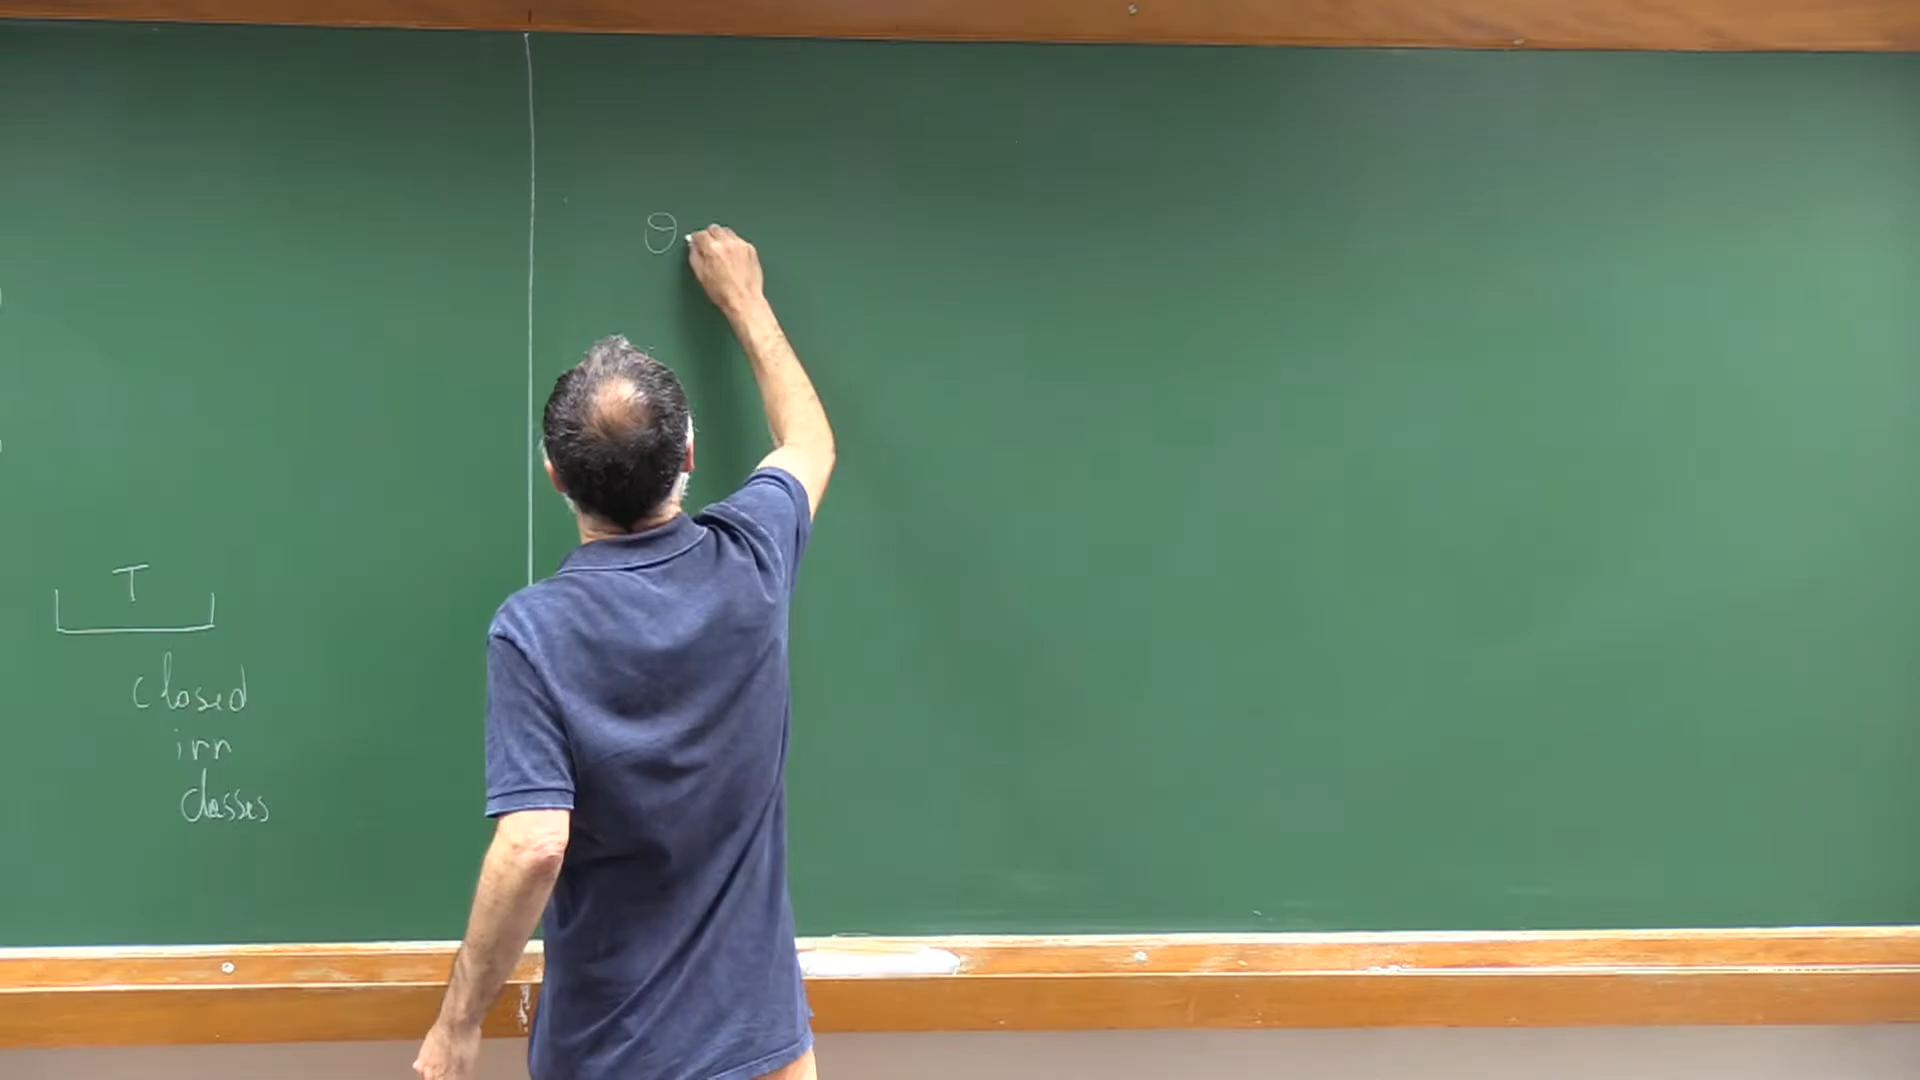 T
closed
irr
classes
θ